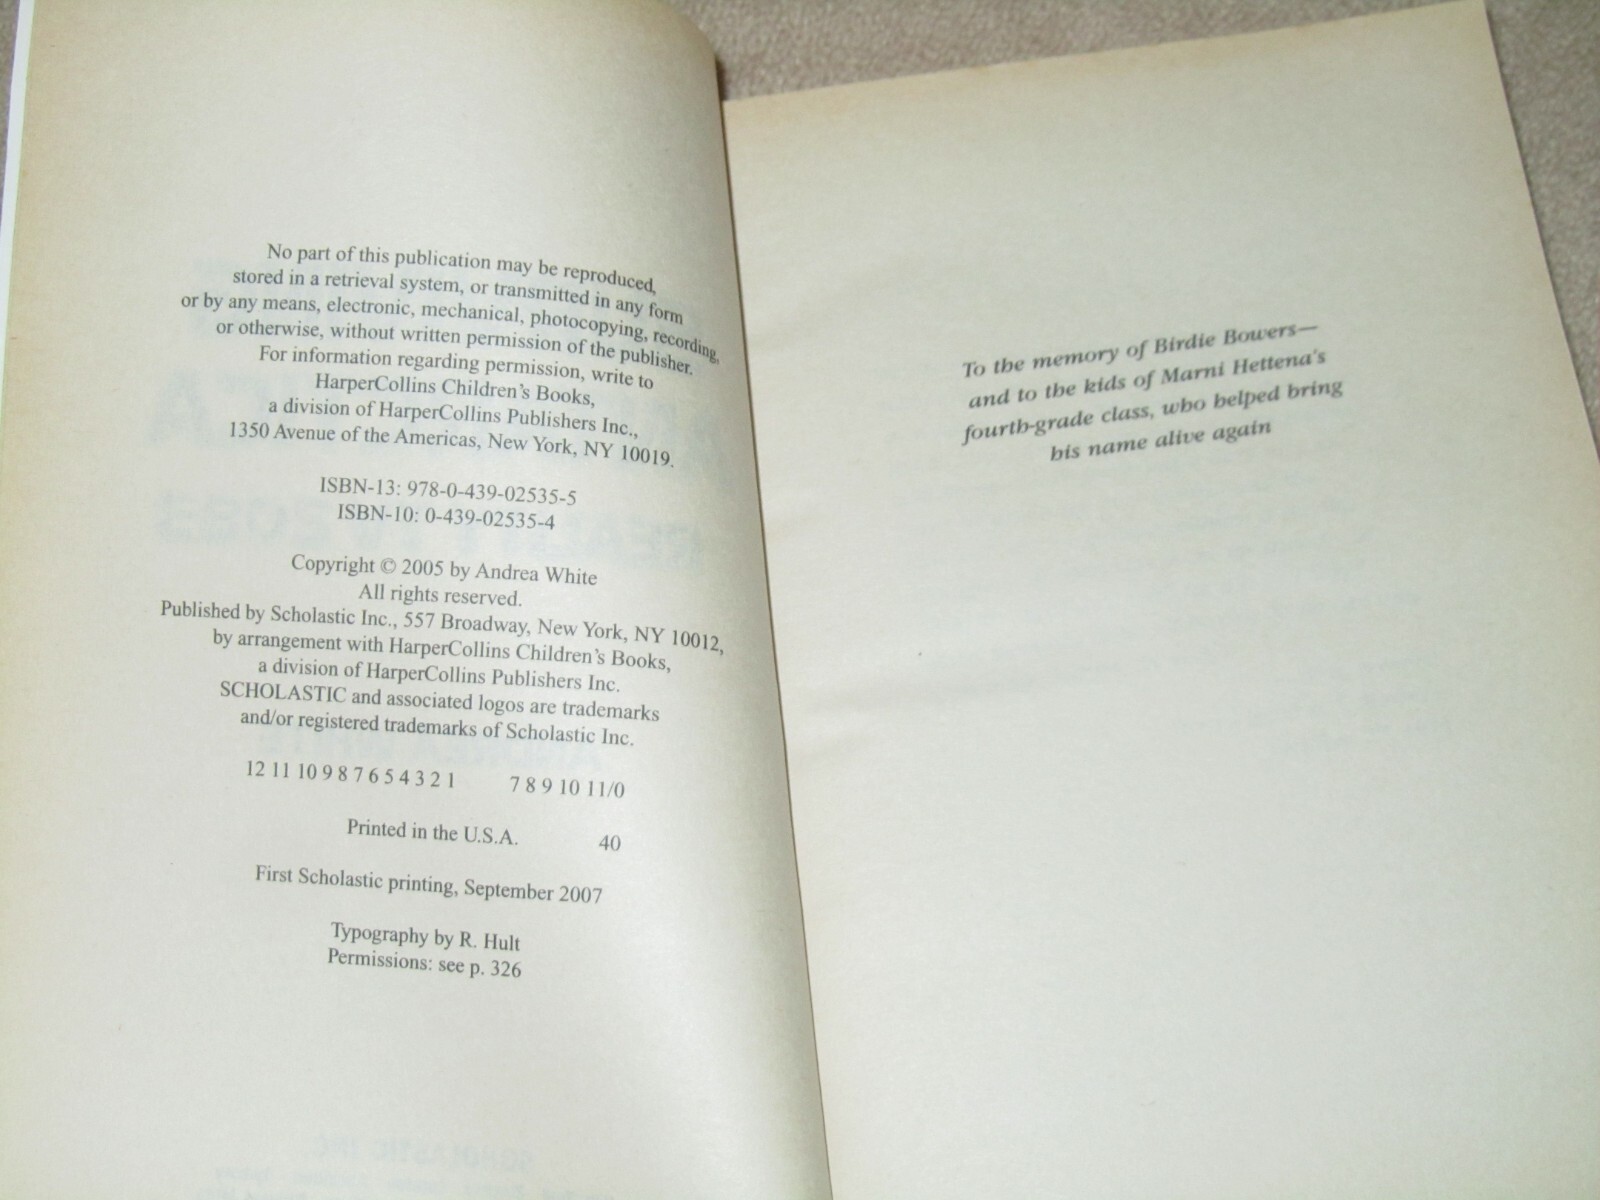 No part of this publication may be reproduced,
stored in a retrieval system, or transmitted in any form
or by any means, electronic, mechanical, photocopying, recording,
or otherwise, without written permission of the publisher.
For information regarding permission, write to
HarperCollins Children's Books,
a division of HarperCollins Publishers Inc.,
1350 Avenue of the Americas, New York, NY 10019.
ISBN-13: 978-0-439-02535-5
ISBN-10: 0-439-02535-4
Copyright © 2005 by Andrea White
All rights reserved.
Published by Scholastic Inc., 557 Broadway, New York, NY 10012,
by arrangement with HarperCollins Children's Books,
a division of HarperCollins Publishers Inc.
SCHOLASTIC and associated logos are trademarks
and/or registered trademarks of Scholastic Inc.
12 11 10 9 8 7 6 5 4 3 2 1 7 8 9 10 11/0
Printed in the U.S.A. 40
First Scholastic printing, September 2007
Typography by R. Hult
Permissions: see p. 326
To the memory of Birdie Bowers—
and to the kids of Marni Hettena's
fourth-grade class, who helped bring
his name alive again